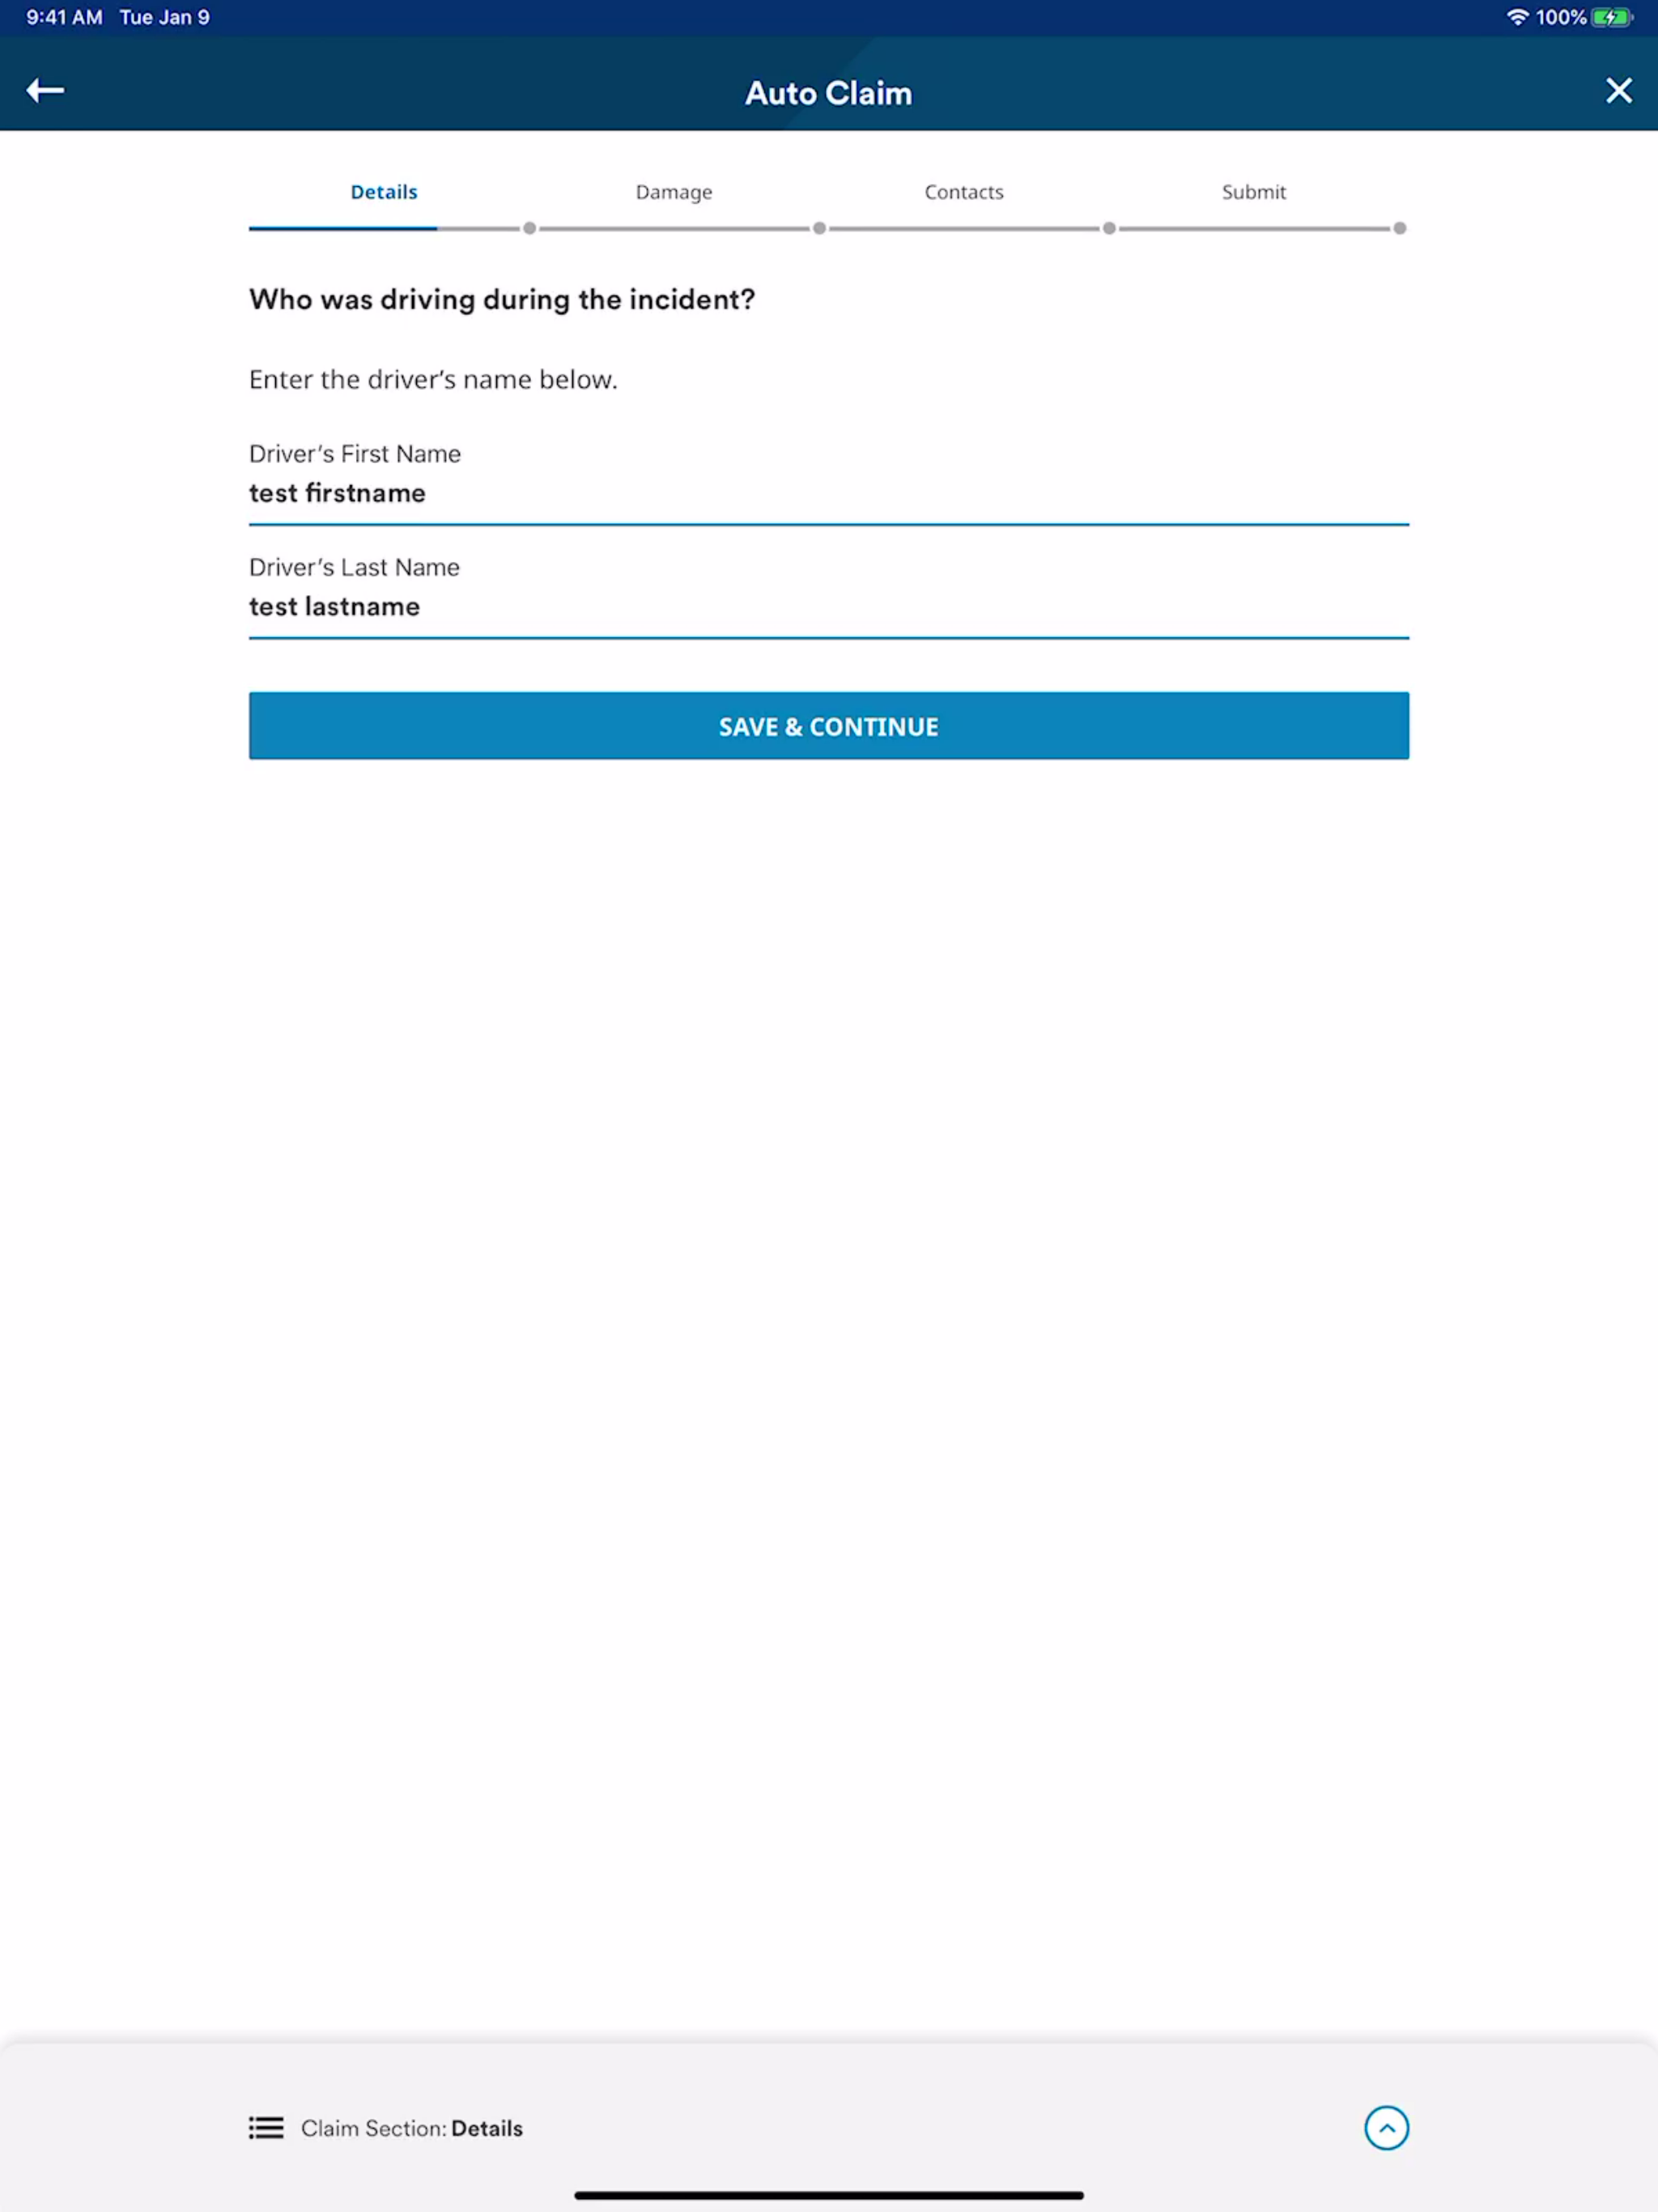 9:41 AM Tue Jan 9
100%
Auto Claim
Details
Damage
Contacts
Submit
Who was driving during the incident?
Enter the driver’s name below.
Driver’s First Name
test firstname
Driver’s Last Name
test lastname
SAVE & CONTINUE
Claim Section: Details